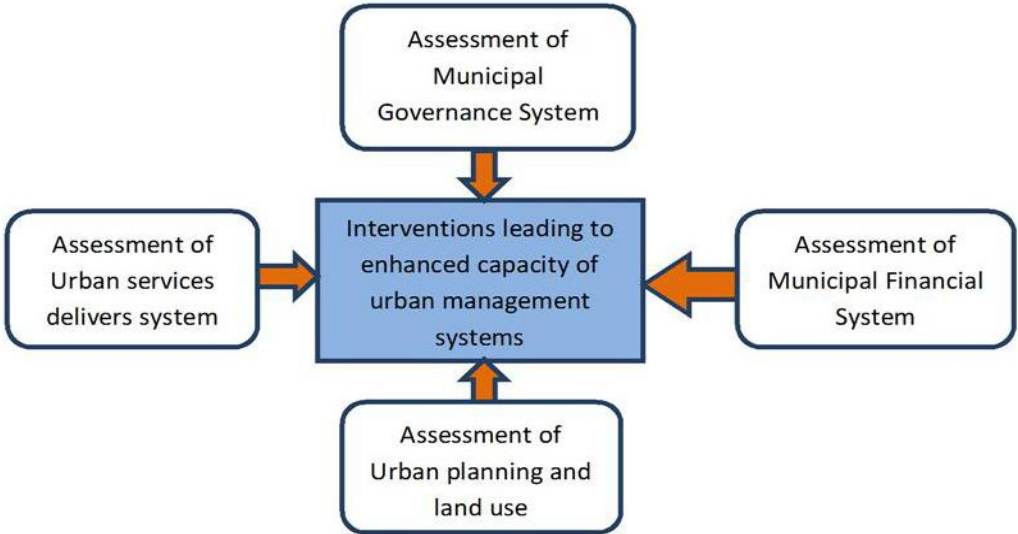 Assessment of
Municipal
Governance System
Assessment of
Urban services
delivers system
Interventions leading to
enhanced capacity of
urban management
systems
Assessment of
Municipal Financial
System
Assessment of
Urban planning and
land use